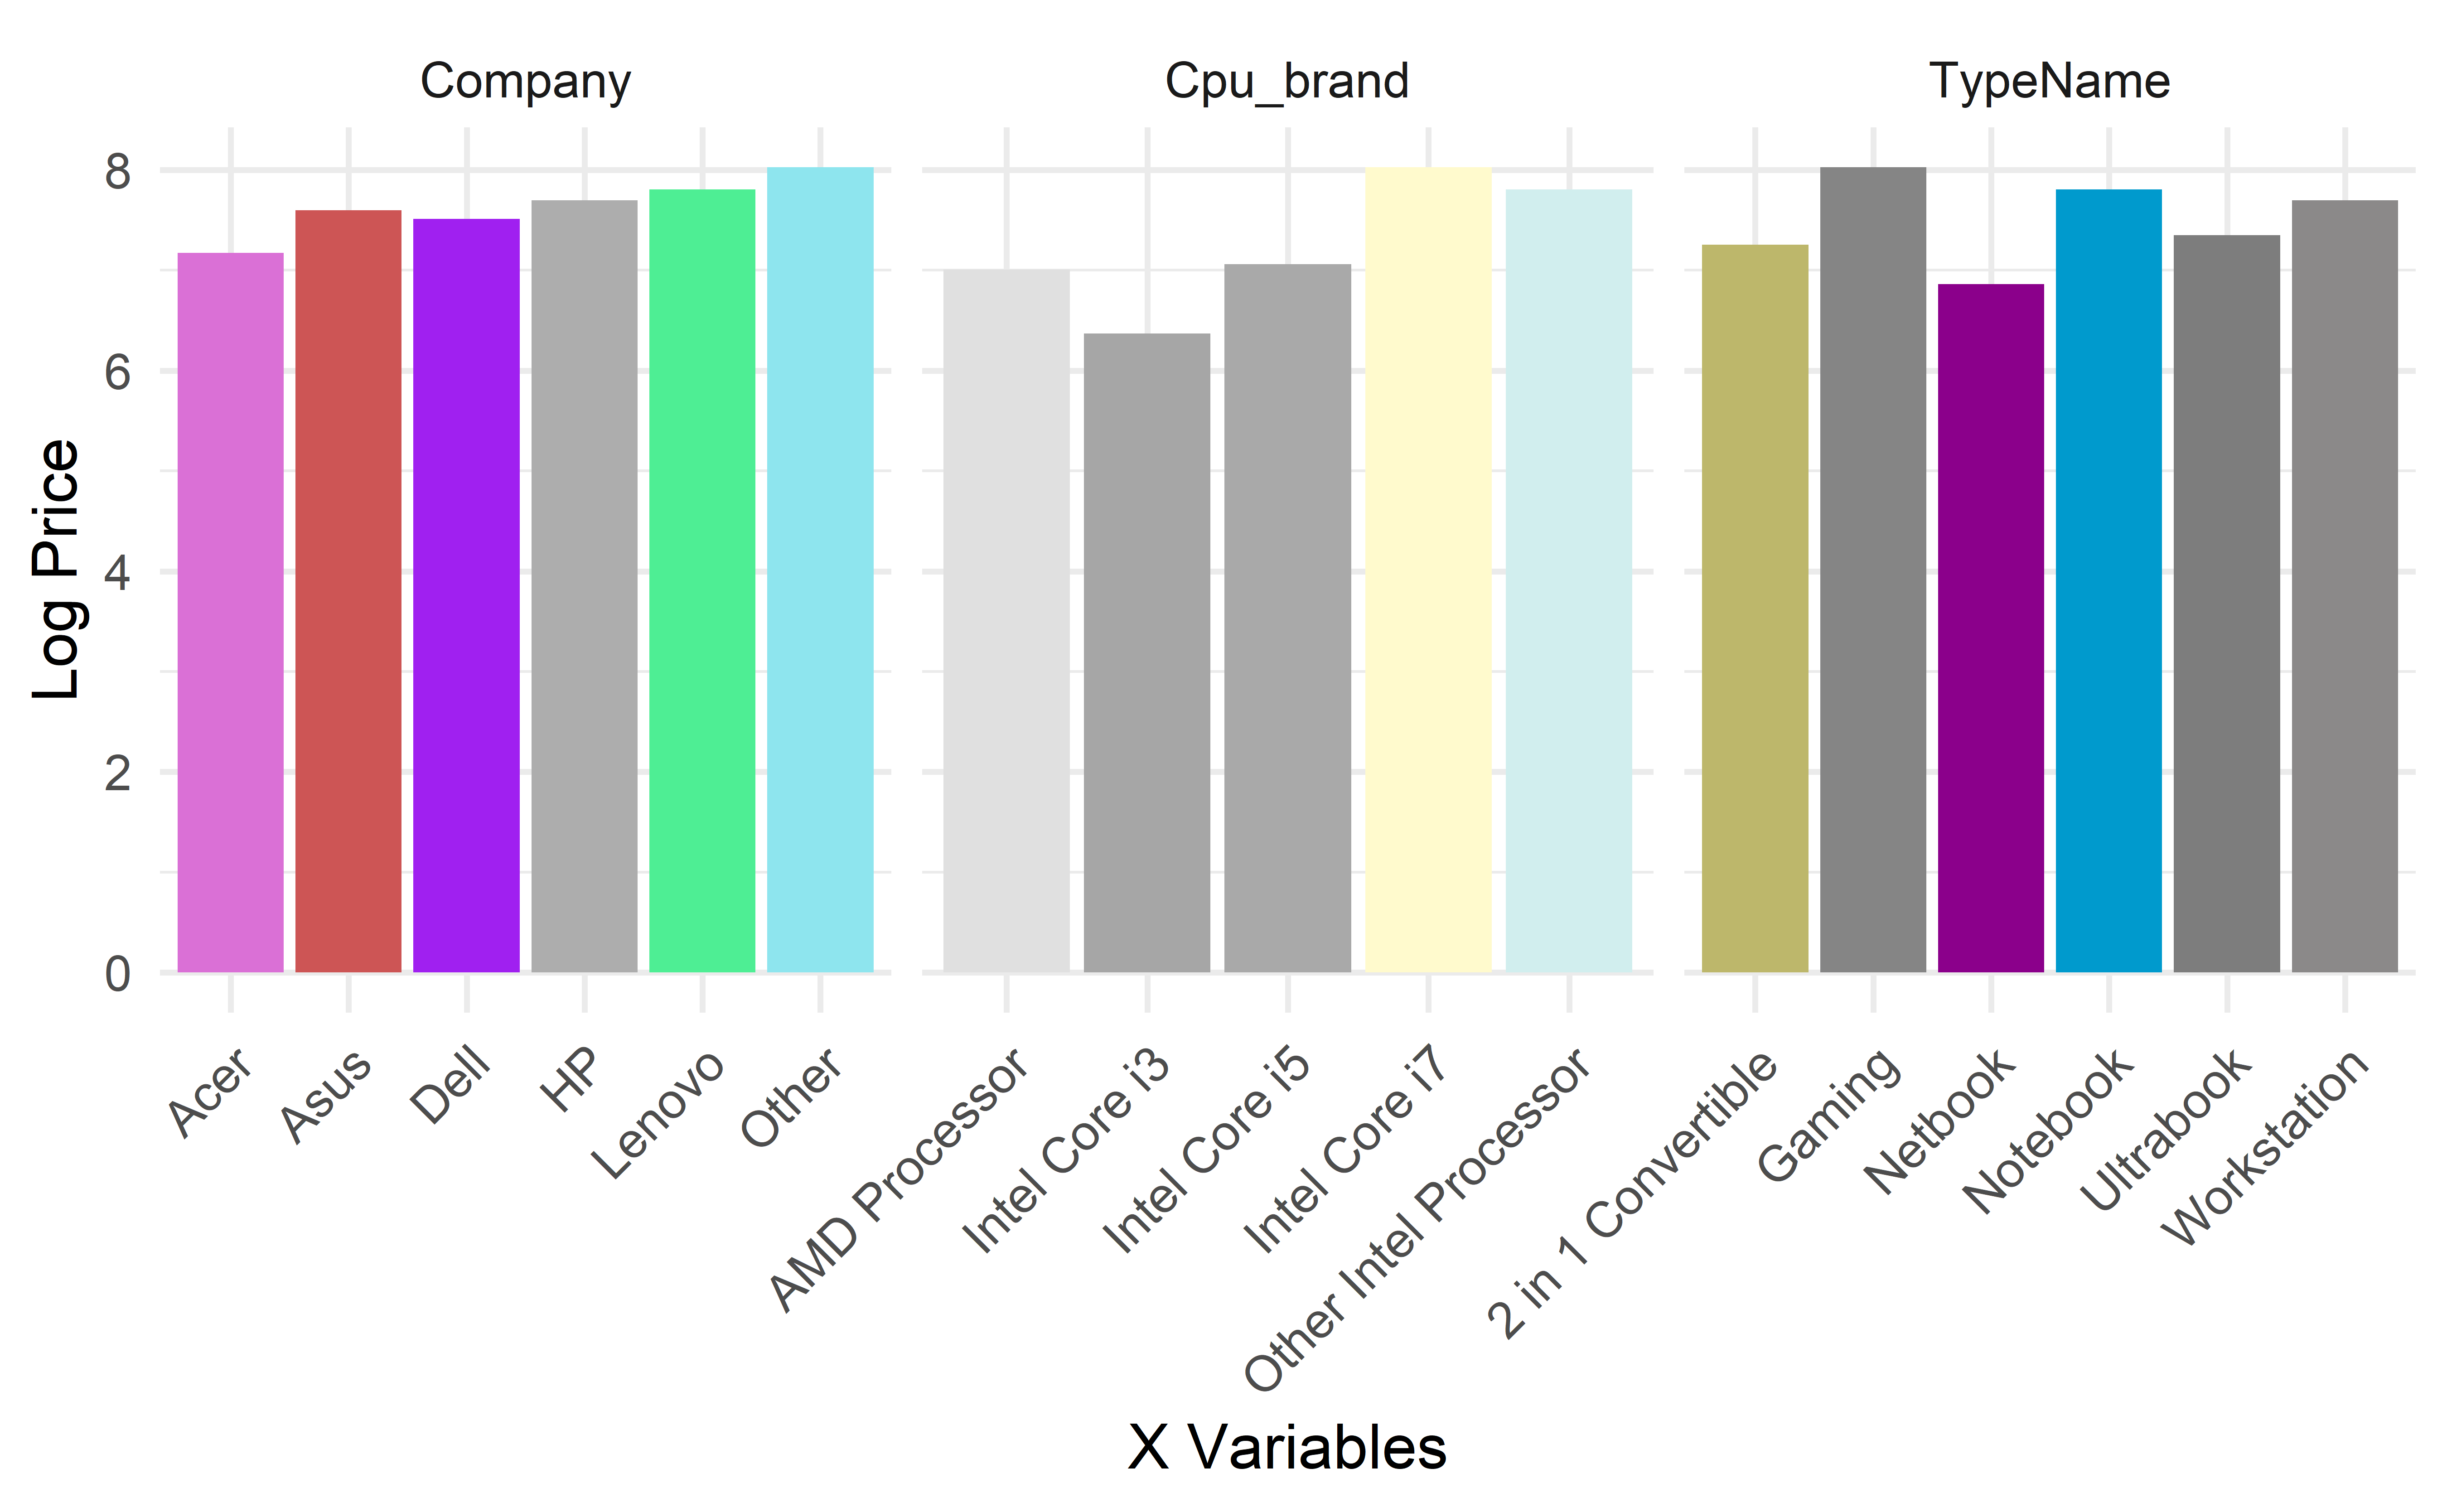 Company
Cpu_brand
TypeName
Log Price
8
6
4
2
0
Acer
Asus
Dell
HP
Lenovo
Other
AMD Processor
Intel Core i3
Intel Core i5
Intel Core i7
Other Intel Processor
2 in 1 Convertible
Gaming
Netbook
Notebook
Ultrabook
Workstation
X Variables